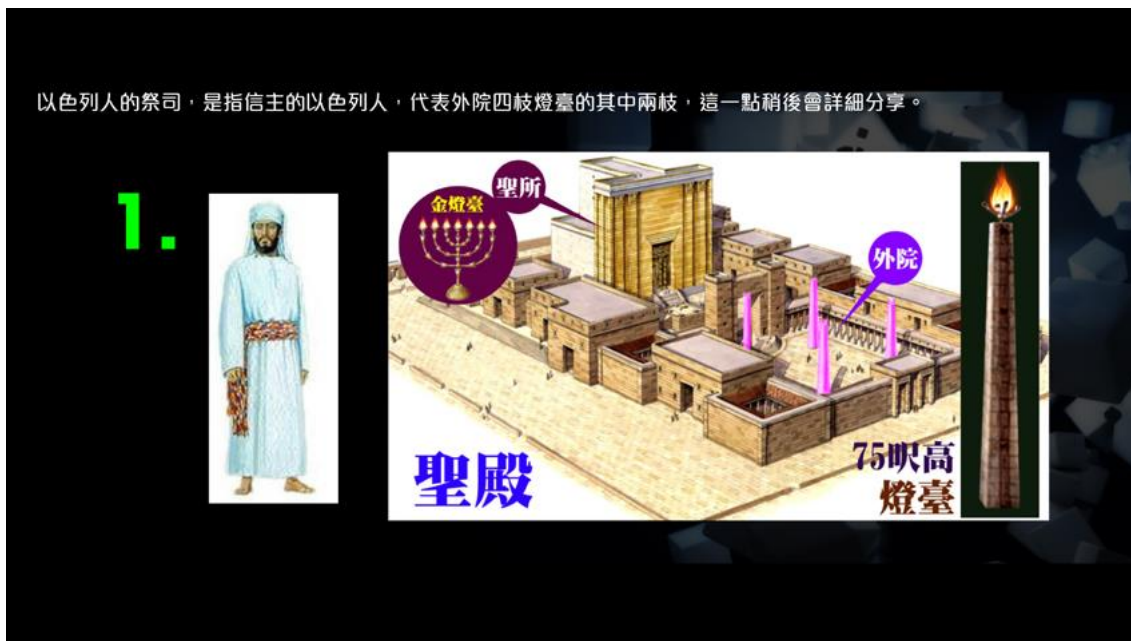 以色列人的祭司，是指信主的以色列人，代表外院四枝燈臺的其中兩枝，這一點稍後會詳細分享。
1.
聖所
金燈臺
外院
聖殿
75呎高
燈臺